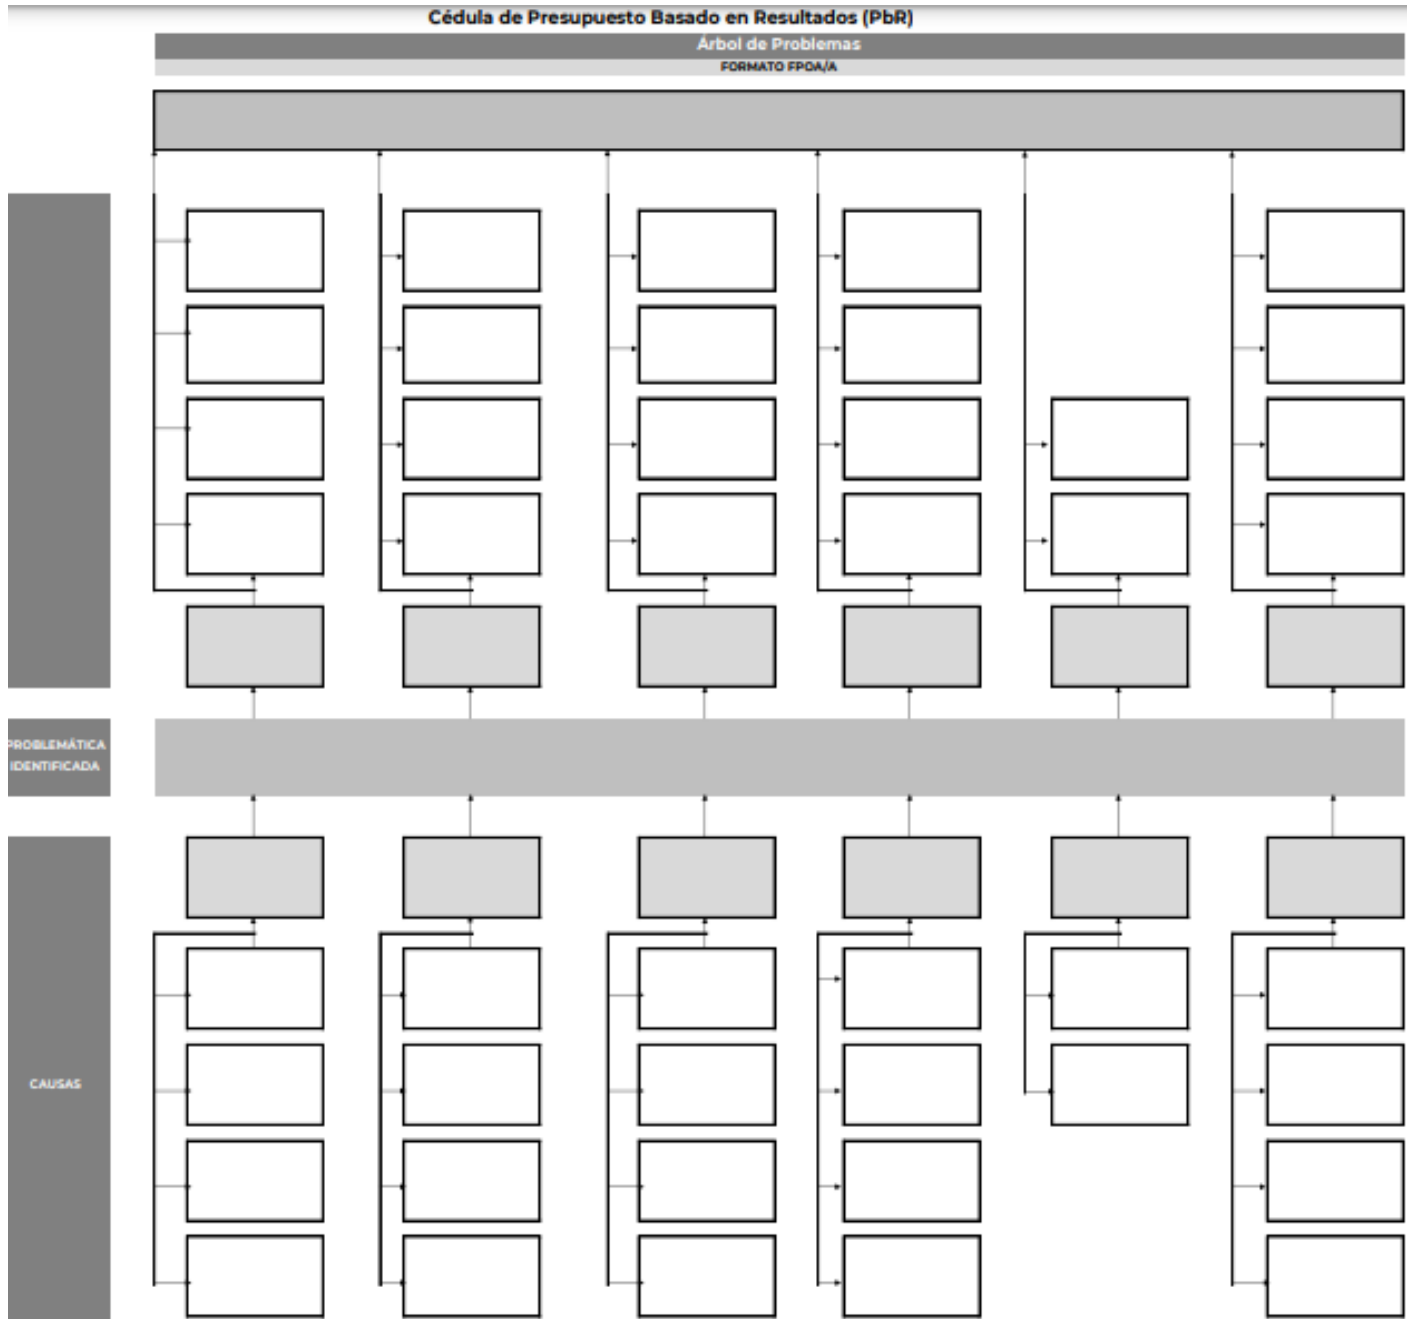 Cédula de Presupuesto Basado en Resultados (PbR)
Árbol de Problemas
FORMATO FPOA/A
PROBLEMÁTICA
IDENTIFICADA
CAUSAS